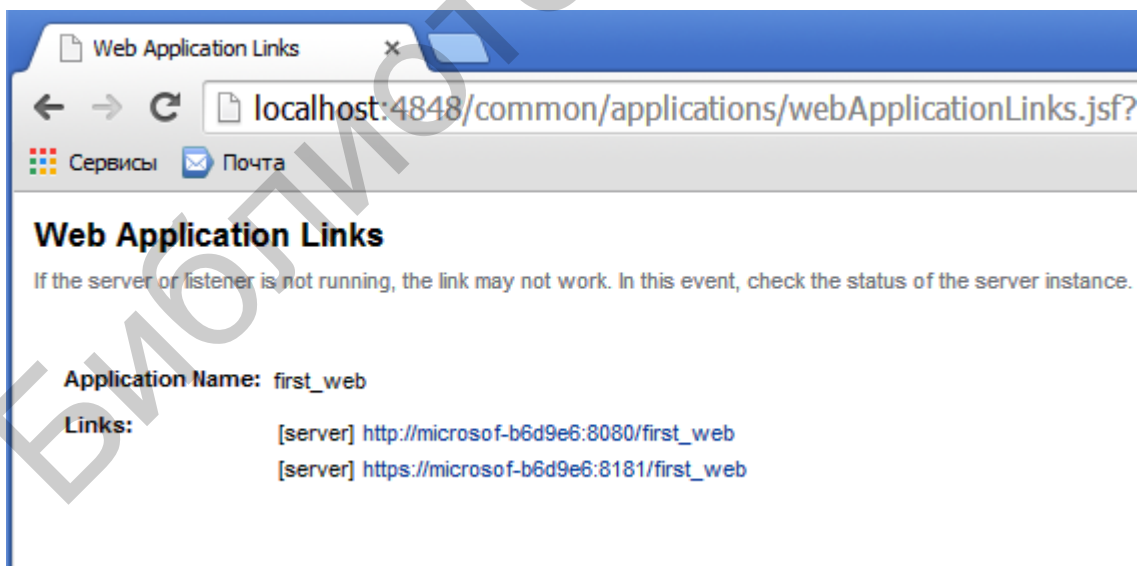 Web Application Links
localhost:4848/common/applications/webApplicationLinks.jsf?
Сервисы Почта
Web Application Links
If the server or listener is not running, the link may not work. In this event, check the status of the server instance.
Application Name: first_web
Links: [server] http://microsof-b6d9e6:8080/first_web
[server] https://microsof-b6d9e6:8181/first_web
Библиот